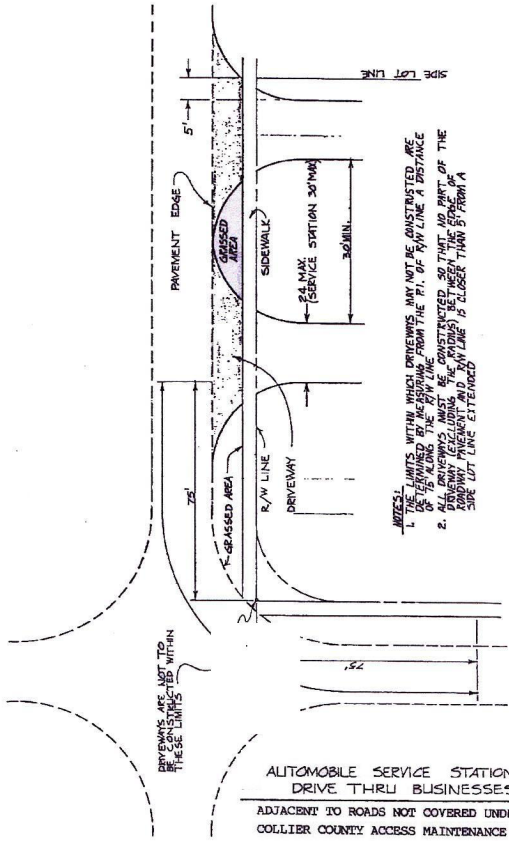 SIDE LOT LINE
5'
PAVEMENT EDGE
GRASSED
AREA
SIDEWALK
24 MAX.
(SERVICE STATION 30' MAX)
30' MIN.
75'
GRASSED AREA
R/W LINE
DRIVEWAY
DRIVEWAYS ARE NOT TO
BE CONSTRUCTED WITHIN
THESE LIMITS
75'
NOTES:
1. THE LIMITS WITHIN WHICH DRIVEWAYS MAY NOT BE CONSTRUSTED ARE
DETERMINED BY MEASURING FROM THE P.I. OF R/W LINE A DISTANCE
OF 75' ALONG THE R/W LINE
2. ALL DRIVEWAYS MUST BE CONSTRUCTED SO THAT NO PART OF THE
DRIVEWAY (EXCLUDING THE RADIUS) BETWEEN THE EDGE OF
ROADWAY PAVEMENT AND R/W LINE IS CLOSER THAN 5' FROM A
SIDE LOT LINE EXTENDED
AUTOMOBILE SERVICE STATION
DRIVE THRU BUSINESSES
ADJACENT TO ROADS NOT COVERED UNDE
COLLIER COUNTY ACCESS MAINTENANCE